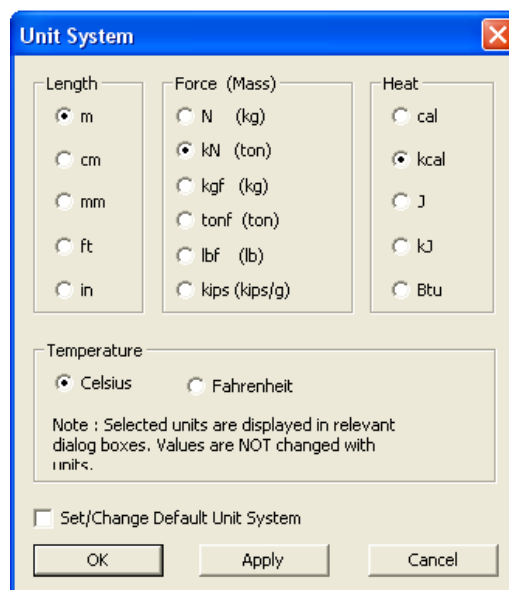 Unit System
Length
m
cm
mm
ft
in
Force (Mass)
N (kg)
kN (ton)
kgf (kg)
tonf (ton)
lbf (lb)
kips (kips/g)
Heat
cal
kcal
J
kJ
Btu
Temperature
Celsius
Fahrenheit
Note : Selected units are displayed in relevant
dialog boxes. Values are NOT changed with
units.
Set/Change Default Unit System
OK
Apply
Cancel